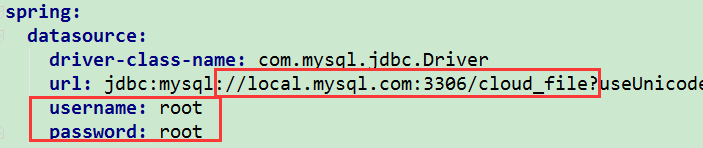 spring:
datasource:
driver-class-name: com.mysql.jdbc.Driver
url: jdbc:mysql://local.mysql.com:3306/cloud_file?useUnicode
username: root
password: root